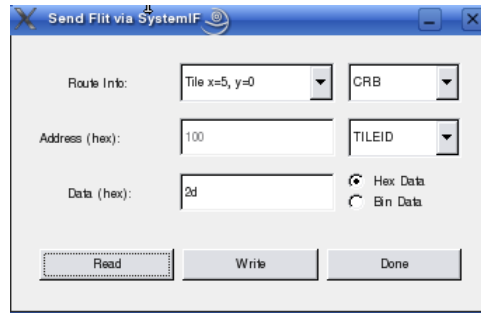 Send Flit via SystemIF
Route Info: Tile x=5, y=0 CRB
Address (hex): 100 TILEID
Data (hex): 2d Hex Data
Bin Data
Read Write Done